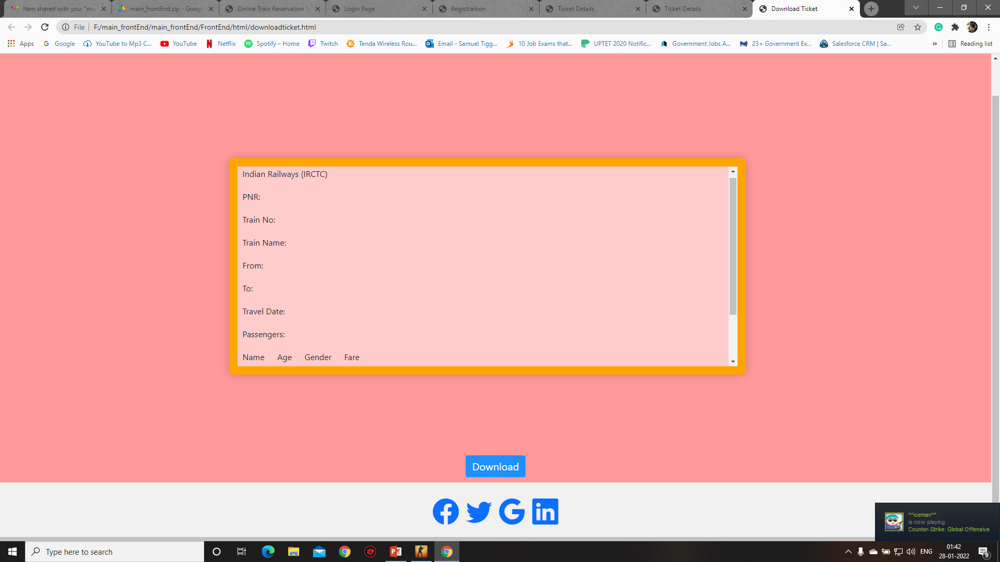 Item shared with you: "ma
main_frontEnd.zip - Goog
Online Train Reservation S
Login Page
Registraition
Ticket Details
Ticket Details
Download Ticket
File
F:/main_frontEnd/main_frontEnd/FrontEnd/html/downloadticket.html
Apps
Google
YouTube to Mp3 C...
YouTube
Netflix
Spotify – Home
Twitch
Tenda Wireless Rou...
Email - Samuel Tigg...
10 Job Exams that...
UPTET 2020 Notific...
Government Jobs A...
23+ Government Ex...
Salesforce CRM | Sa...
»
Reading list
Indian Railways (IRCTC)
PNR:
Train No:
Train Name:
From:
To:
Travel Date:
Passengers:
Name Age Gender Fare
Download
^^iceman^^
is now playing
Counter-Strike: Global Offensive
Type here to search
ENG
01:42
28-01-2022
9